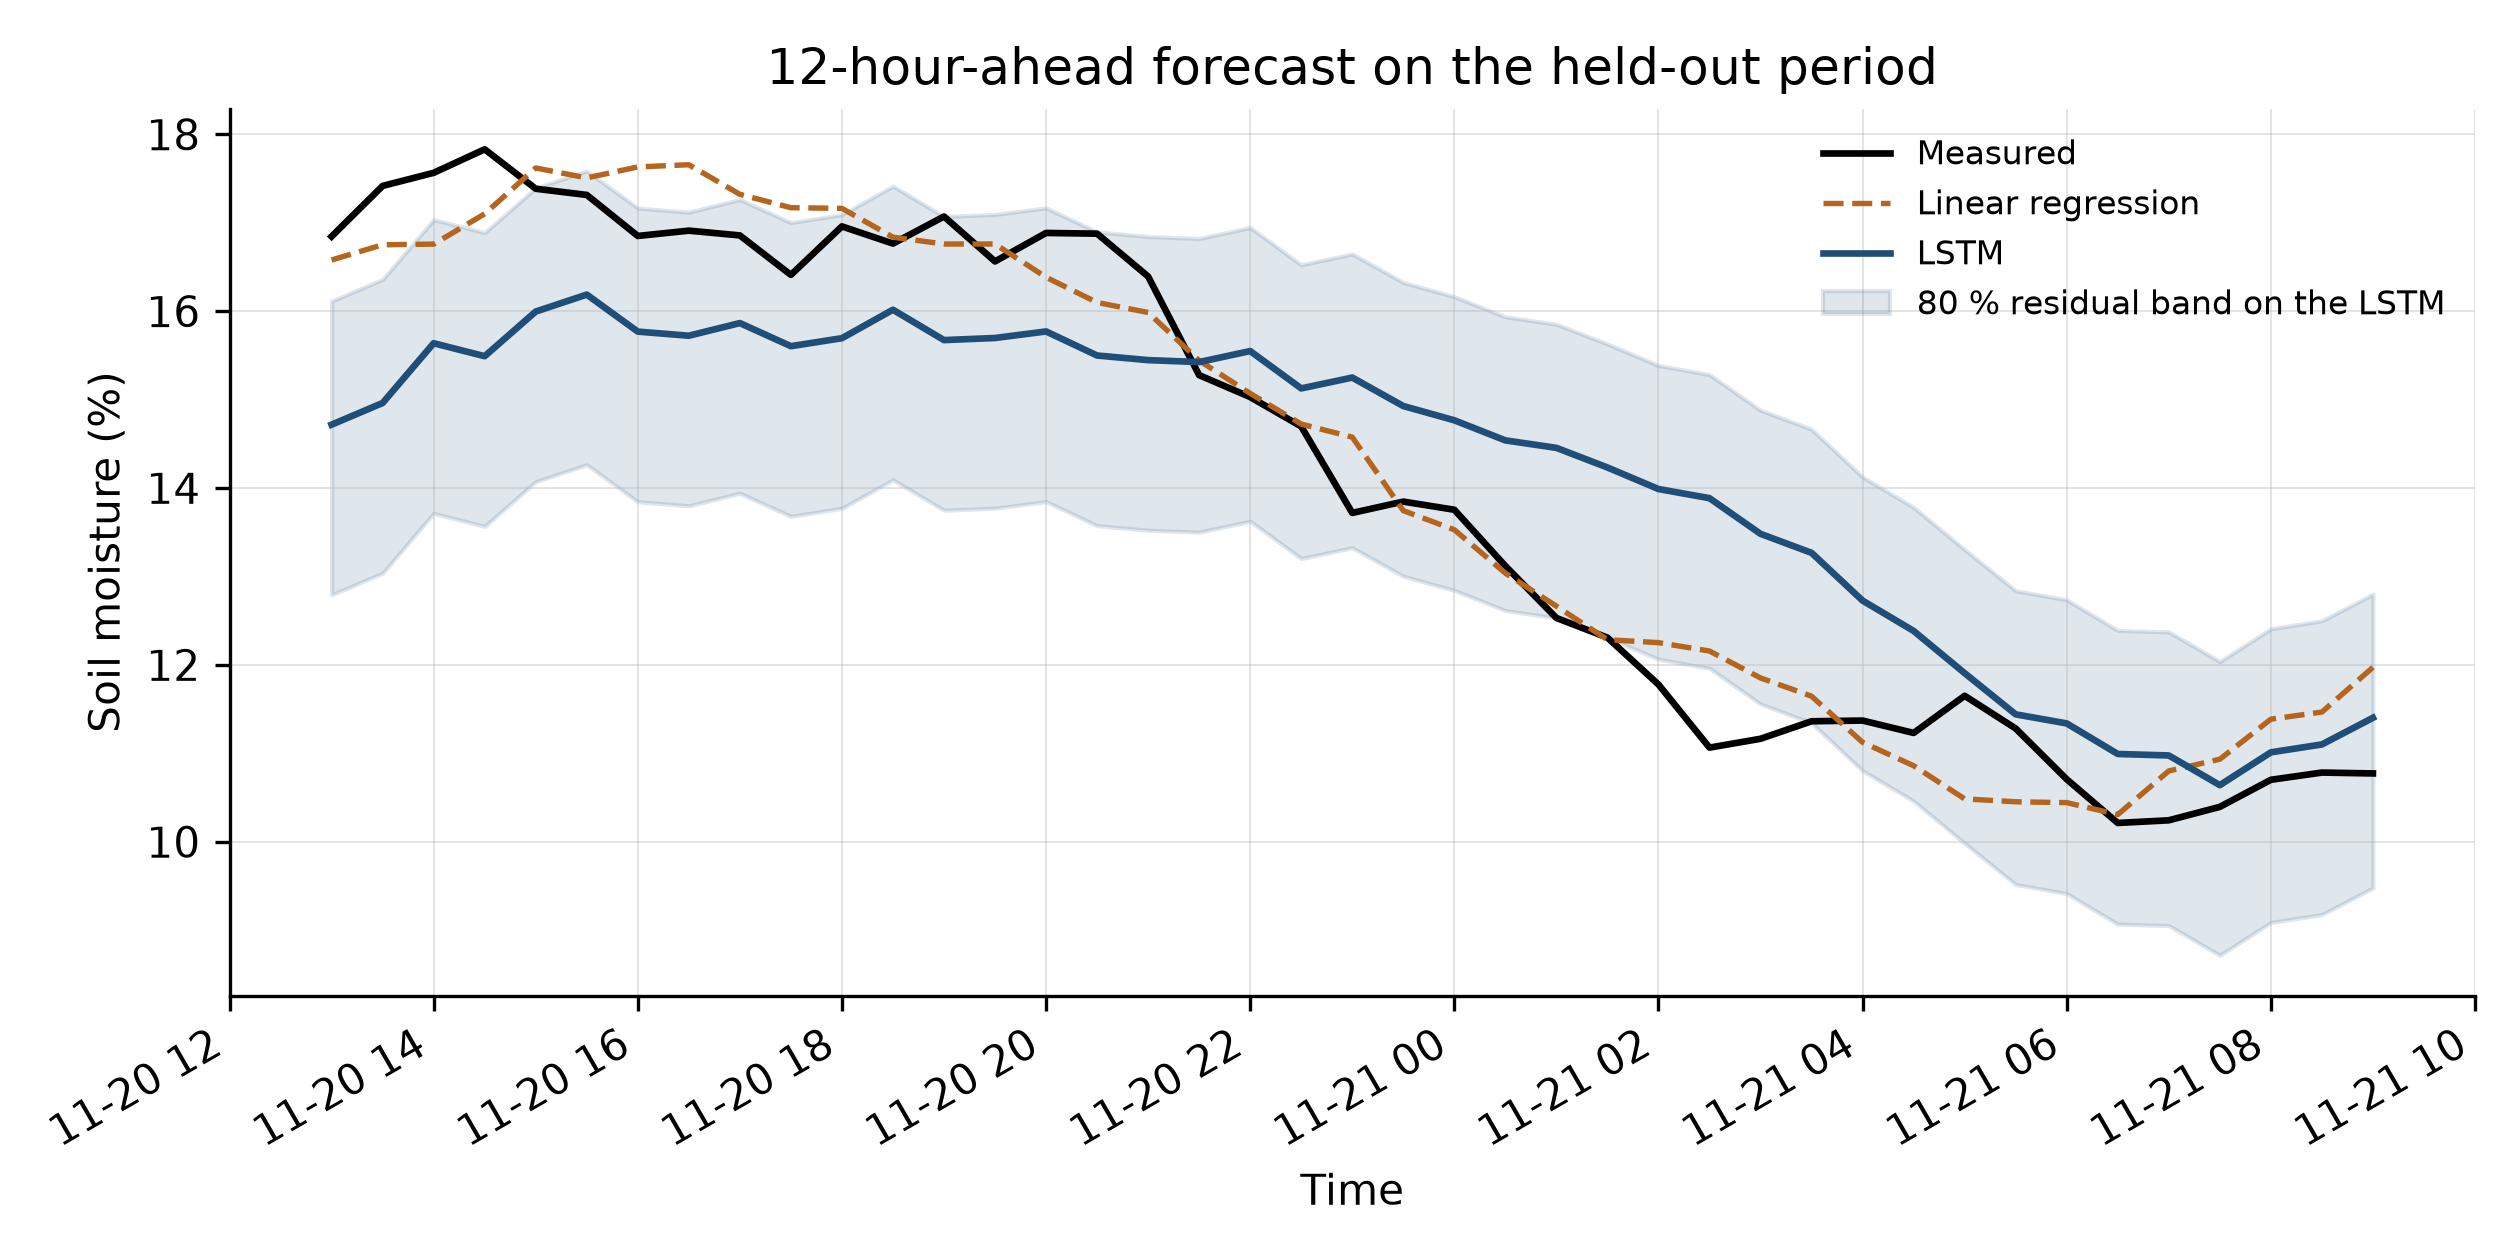 12-hour-ahead forecast on the held-out period
Measured
Linear regression
LSTM
80 % residual band on the LSTM
Soil moisture (%)
18
16
14
12
10
11-20 12
11-20 14
11-20 16
11-20 18
11-20 20
11-20 22
11-21 00
11-21 02
11-21 04
11-21 06
11-21 08
11-21 10
Time